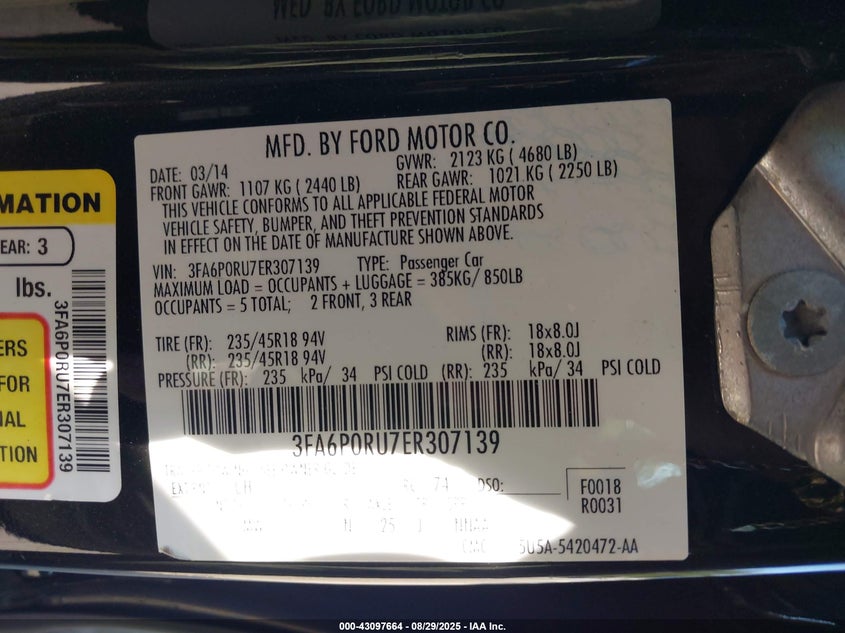 MFD. BY FORD MOTOR CO.
DATE: 03/14 GVWR: 2123 KG ( 4680 LB)
FRONT GAWR: 1107 KG ( 2440 LB) REAR GAWR: 1021 KG ( 2250 LB)
THIS VEHICLE CONFORMS TO ALL APPLICABLE FEDERAL MOTOR
VEHICLE SAFETY, BUMPER, AND THEFT PREVENTION STANDARDS
IN EFFECT ON THE DATE OF MANUFACTURE SHOWN ABOVE.
VIN: 3FA6P0RU7ER307139 TYPE: Passenger Car
MAXIMUM LOAD = OCCUPANTS + LUGGAGE = 385KG/ 850LB
OCCUPANTS = 5 TOTAL; 2 FRONT, 3 REAR
TIRE (FR): 235/45R18 94V RIMS (FR): 18x8.0J
(RR): 235/45R18 94V (RR): 18x8.0J
PRESSURE (FR): 235 kPa/ 34 PSI COLD (RR): 235 kPa/ 34 PSI COLD
3FA6P0RU7ER307139
74 DSO: F0018
R0031
N 25 J
5U5A-5420472-AA
MATION
EAR: 3
lbs.
ERS
FOR
NAL
TION
3FA6P0RU7ER307139
000-43097664 - 08/29/2025 - IAA Inc.